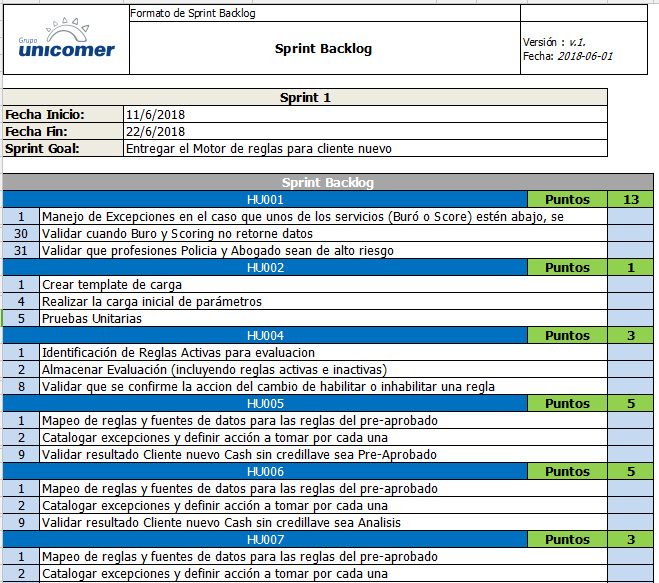 Formato de Sprint Backlog
Grupo
unicomer
Sprint Backlog
Versión : v.1.
Fecha: 2018-06-01
Sprint 1
Fecha Inicio: 11/6/2018
Fecha Fin: 22/6/2018
Sprint Goal: Entregar el Motor de reglas para cliente nuevo
Sprint Backlog
HU001 Puntos 13
1 Manejo de Excepciones en el caso que unos de los servicios (Buró o Score) estén abajo, se
30 Validar cuando Buro y Scoring no retorne datos
31 Validar que profesiones Policia y Abogado sean de alto riesgo
HU002 Puntos 1
1 Crear template de carga
4 Realizar la carga inicial de parámetros
5 Pruebas Unitarias
HU004 Puntos 3
1 Identificación de Reglas Activas para evaluacion
2 Almacenar Evaluación (incluyendo reglas activas e inactivas)
8 Validar que se confirme la accion del cambio de habilitar o inhabilitar una regla
HU005 Puntos 5
1 Mapeo de reglas y fuentes de datos para las reglas del pre-aprobado
2 Catalogar excepciones y definir acción a tomar por cada una
9 Validar resultado Cliente nuevo Cash sin credillave sea Pre-Aprobado
HU006 Puntos 5
1 Mapeo de reglas y fuentes de datos para las reglas del pre-aprobado
2 Catalogar excepciones y definir acción a tomar por cada una
9 Validar resultado Cliente nuevo Cash sin credillave sea Analisis
HU007 Puntos 3
1 Mapeo de reglas y fuentes de datos para las reglas del pre-aprobado
2 Catalogar excepciones y definir acción a tomar por cada una